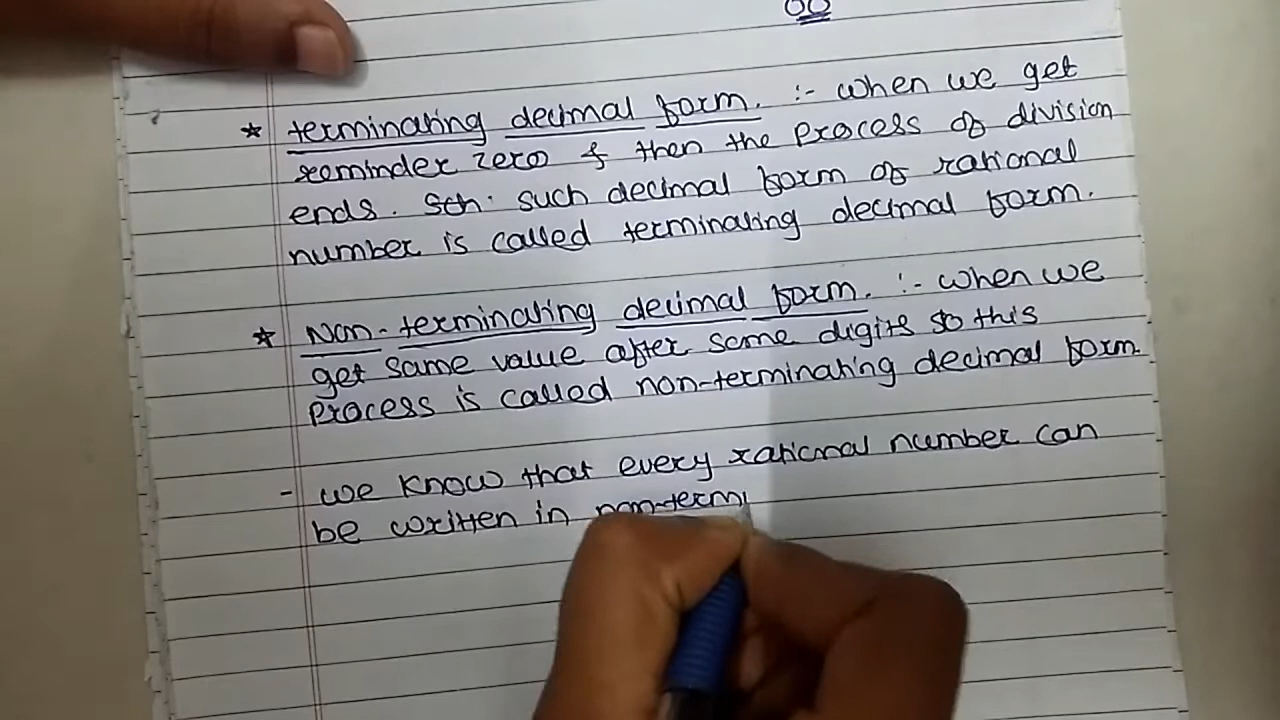 * terminating decimal form. :- when we get
reminder zero & then the process of division
ends. such decimal form of rational
number is called terminating decimal form.
* Non-terminating decimal form. :- when we
get same value after some digits so this
process is called non-terminating decimal form
- we know that every rational number can
be written in non-termi